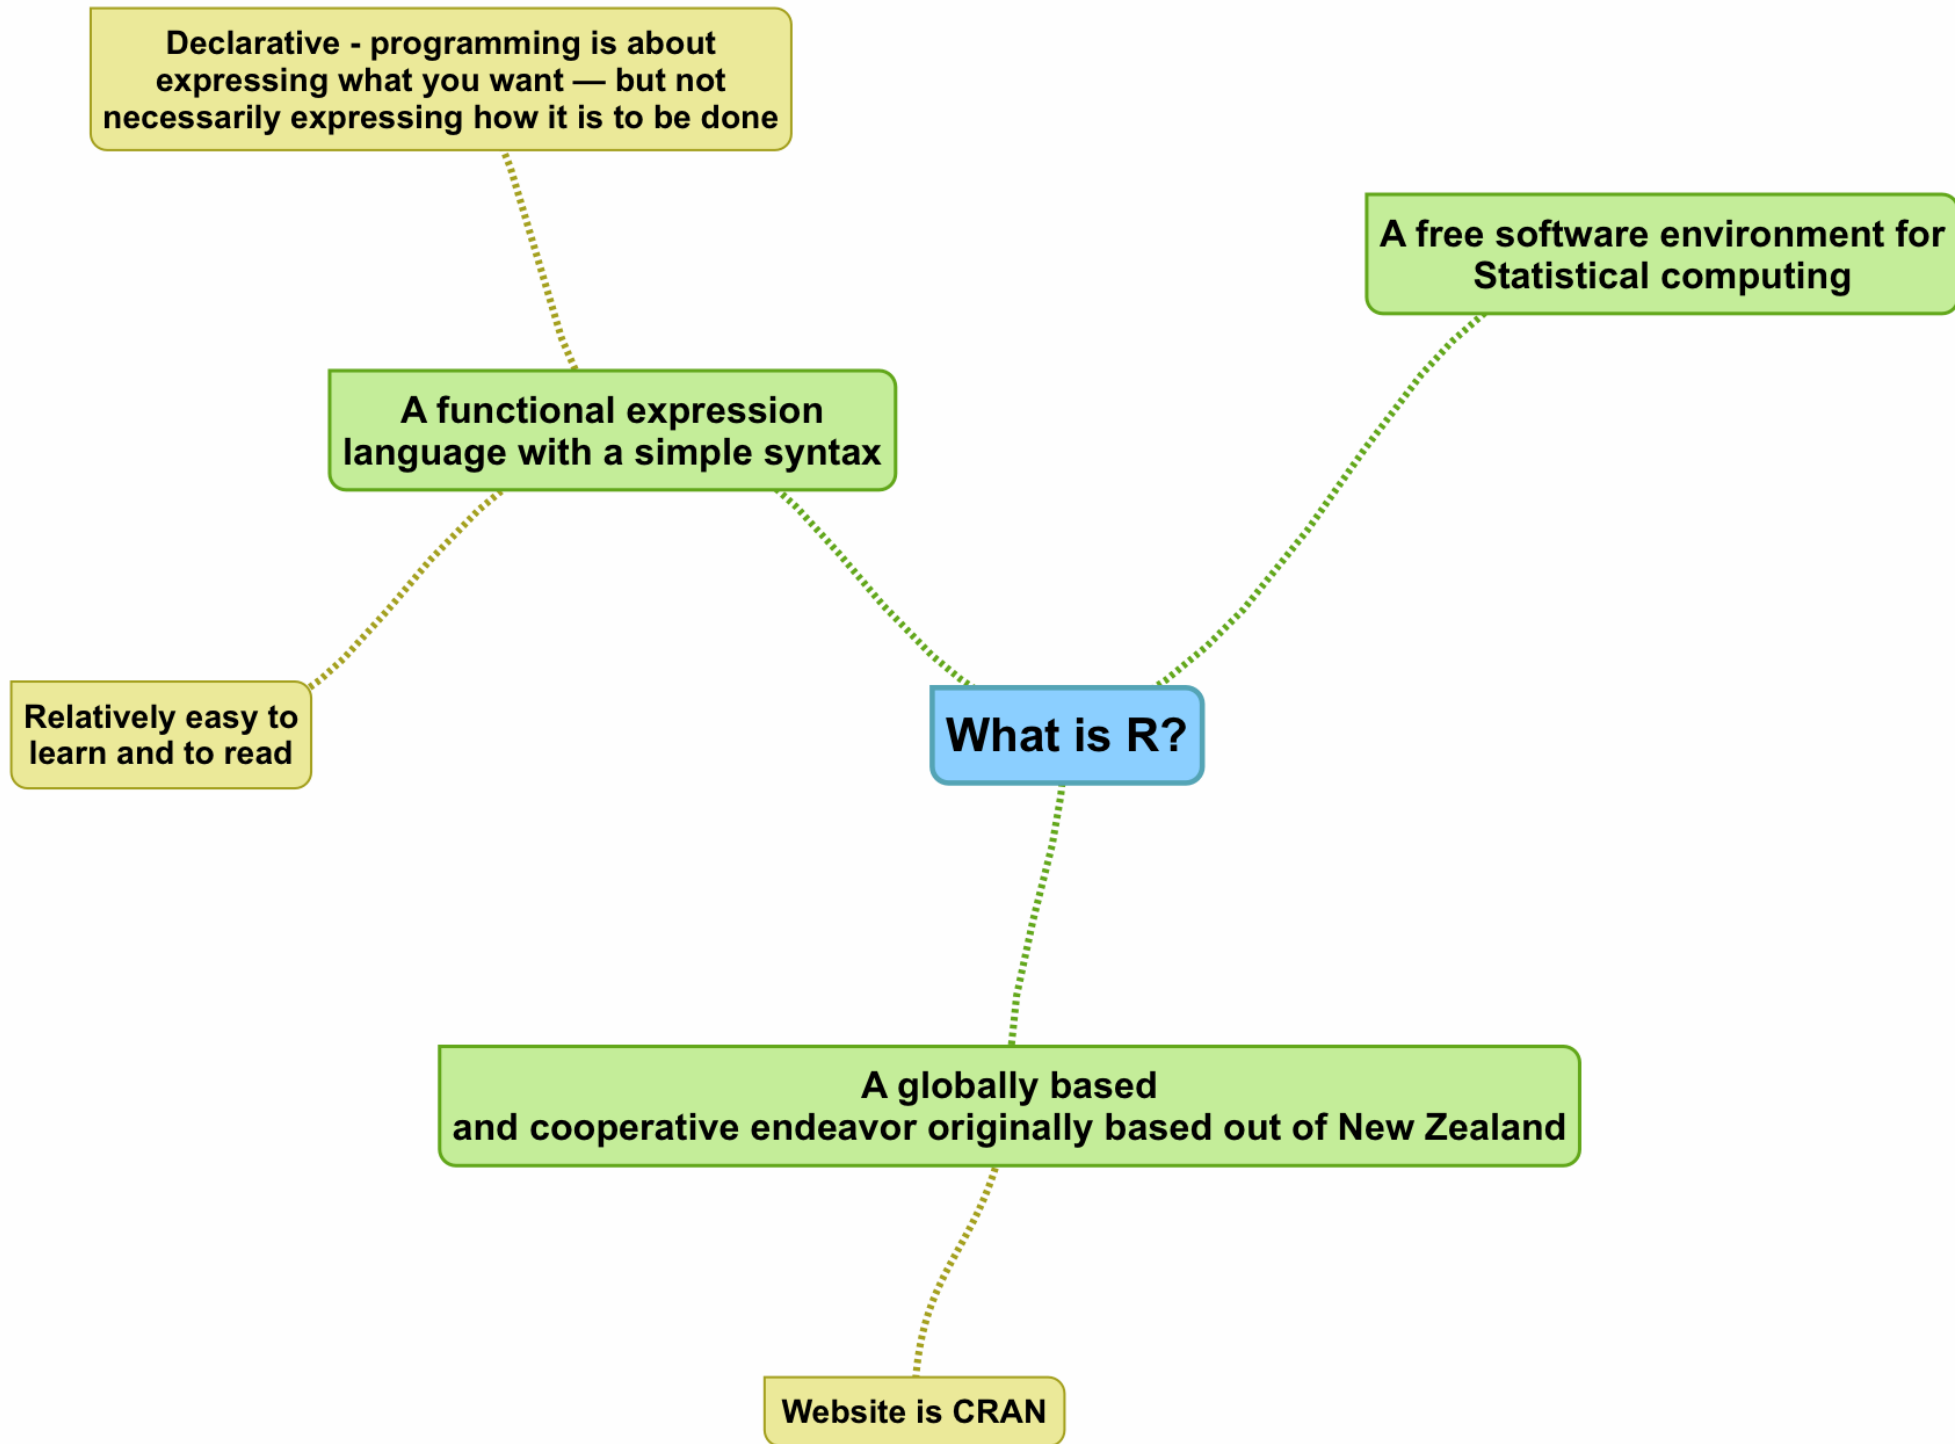 Declarative - programming is about
expressing what you want — but not
necessarily expressing how it is to be done
A free software environment for
Statistical computing
A functional expression
language with a simple syntax
Relatively easy to
learn and to read
What is R?
A globally based
and cooperative endeavor originally based out of New Zealand
Website is CRAN